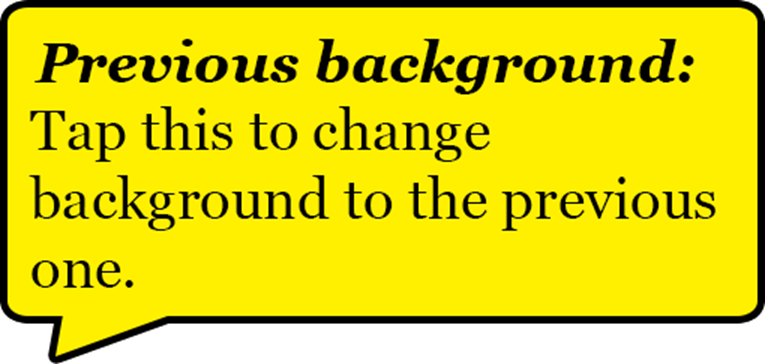 Previous background:
Tap this to change
background to the previous
one.